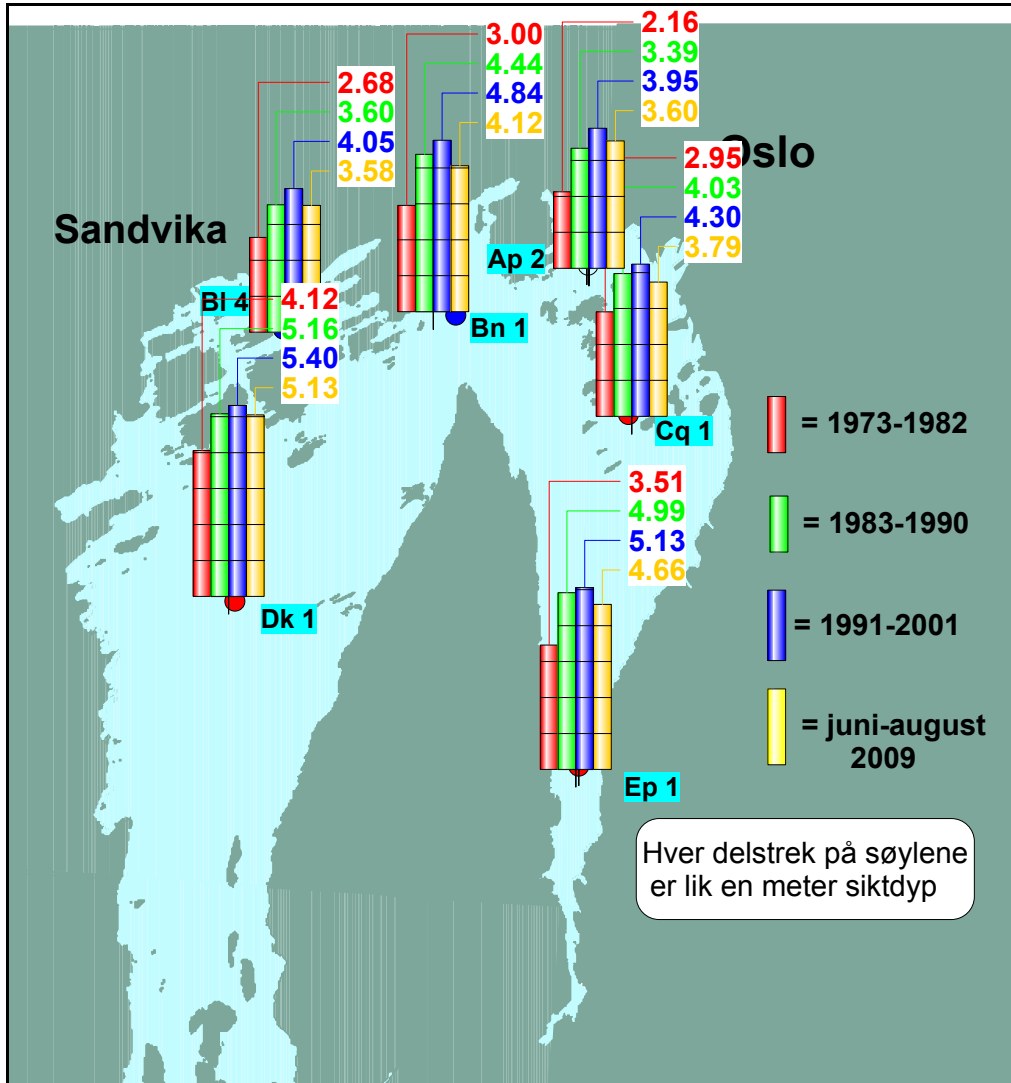 2.16
3.00
3.39
4.44
3.95
2.68
4.84
3.60
3.60
4.12
Oslo
4.05
2.95
3.58
4.03
Sandvika
4.30
3.79
Ap 2
Bl 4
4.12
Bn 1
5.16
5.40
5.13
Cq 1
= 1973-1982
3.51
4.99
= 1983-1990
5.13
4.66
Dk 1
= 1991-2001
= juni-august
2009
Ep 1
Hver delstrek på søylene
er lik en meter siktdyp